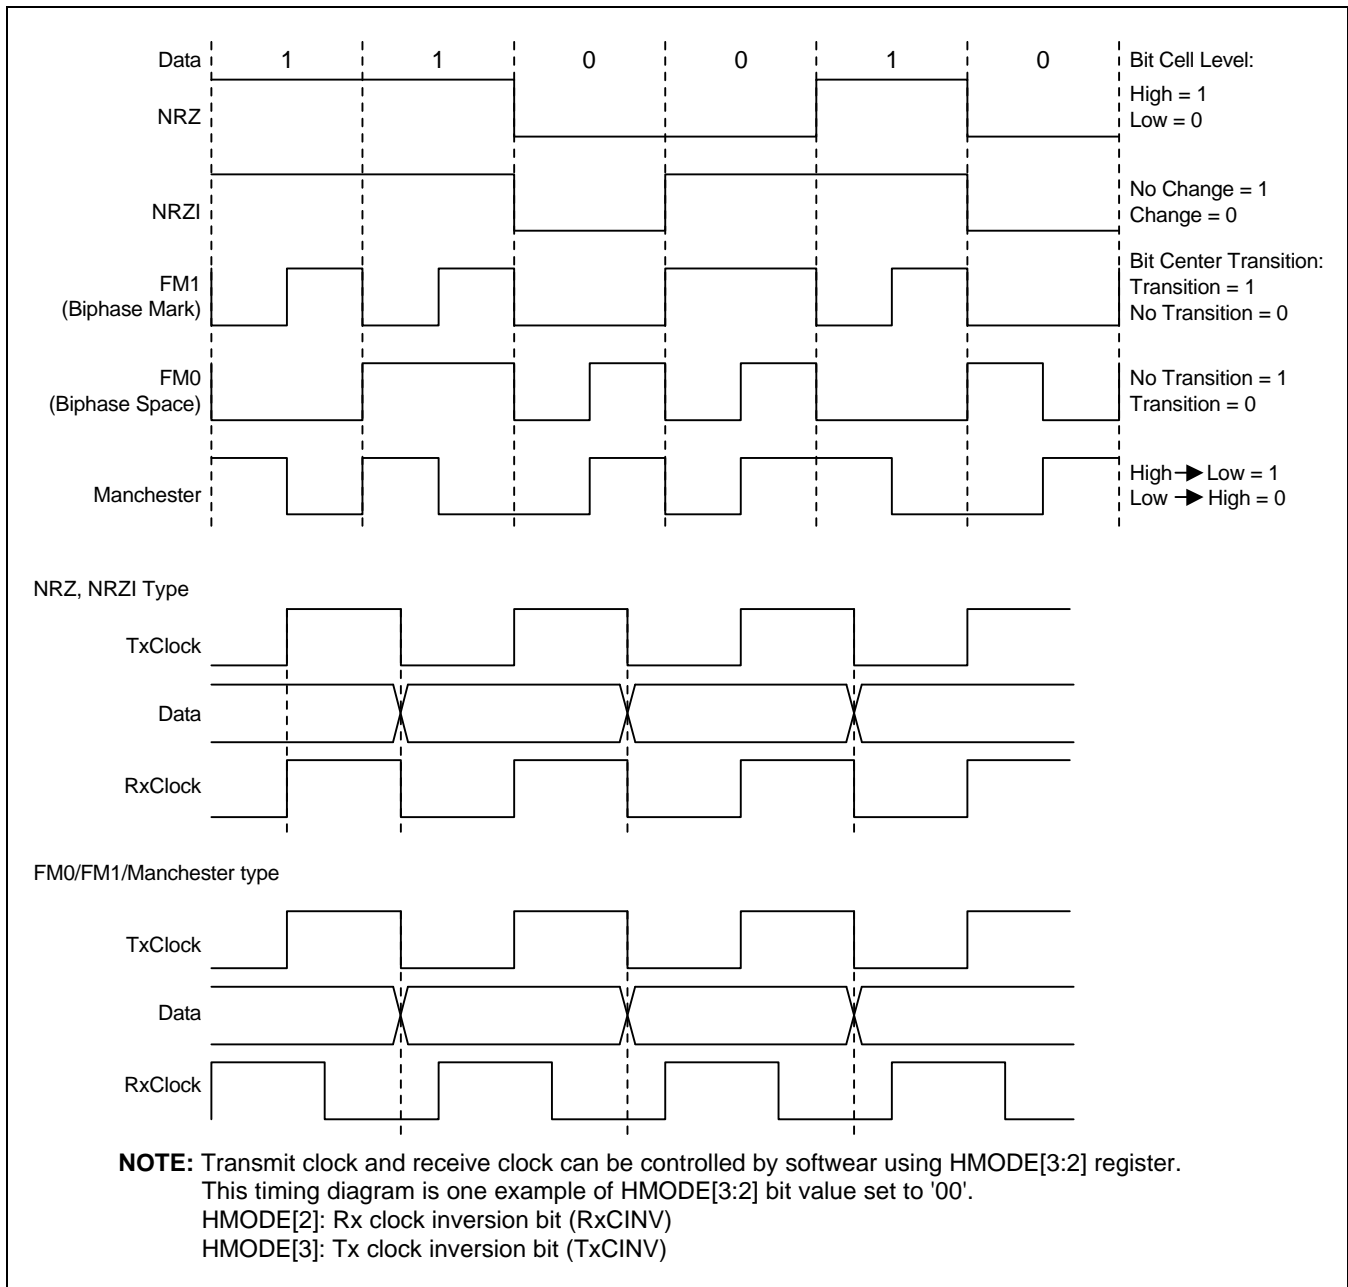 Data 1 1 0 0 1 0 Bit Cell Level:
High = 1
NRZ Low = 0
No Change = 1
NRZI Change = 0
Bit Center Transition:
FM1 Transition = 1
(Biphase Mark) No Transition = 0
FM0 No Transition = 1
(Biphase Space) Transition = 0
High → Low = 1
Manchester Low → High = 0
NRZ, NRZI Type
TxClock
Data
RxClock
FM0/FM1/Manchester type
TxClock
Data
RxClock
NOTE: Transmit clock and receive clock can be controlled by softwear using HMODE[3:2] register.
This timing diagram is one example of HMODE[3:2] bit value set to '00'.
HMODE[2]: Rx clock inversion bit (RxCINV)
HMODE[3]: Tx clock inversion bit (TxCINV)